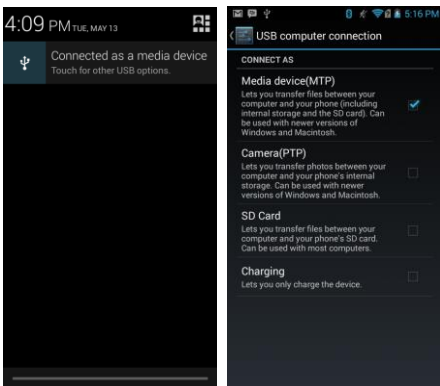 4:09 PM TUE, MAY 13
Connected as a media device
Touch for other USB options.
5:16 PM
USB computer connection
CONNECT AS
Media device(MTP)
Lets you transfer files between your
computer and your phone (including
internal storage and the SD card). Can
be used with newer versions of
Windows and Macintosh.
Camera(PTP)
Lets you transfer photos between your
computer and your phone's internal
storage. Can be used with newer
versions of Windows and Macintosh.
SD Card
Lets you transfer files between your
computer and your phone's SD card.
Can be used with most computers.
Charging
Lets you only charge the device.